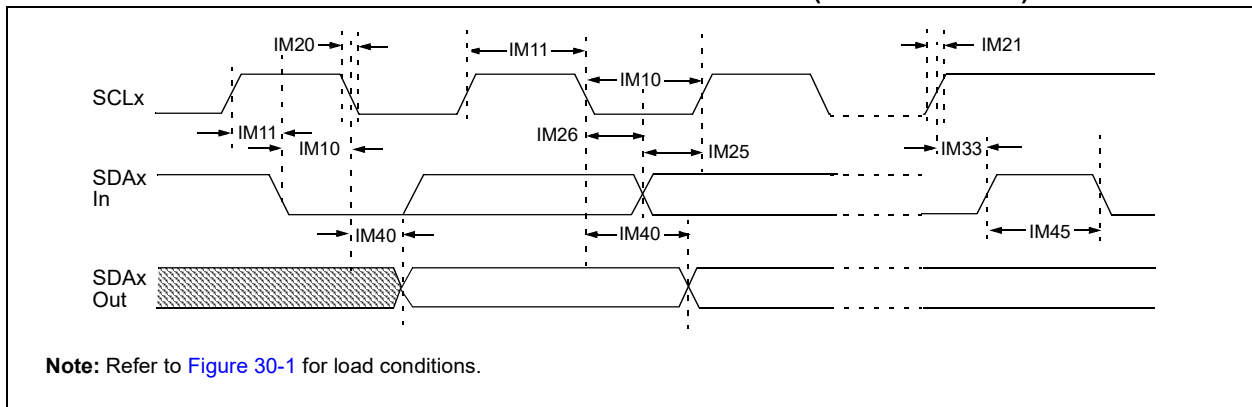 IM20
IM11
IM21
IM10
SCLx
IM11
IM26
IM10
IM25
IM33
SDAx
In
IM40
IM40
IM45
SDAx
Out
Note: Refer to Figure 30-1 for load conditions.